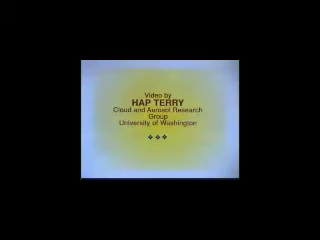 Video by
HAP TERRY
Cloud and Aerosol Research
Group
University of Washington